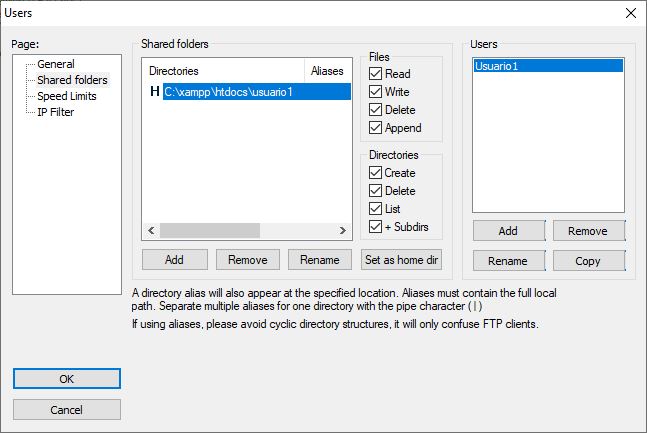 Users
Page:
General
Shared folders
Speed Limits
IP Filter
Shared folders
Directories Aliases
H C:\xampp\htdocs\usuario1
Files
Read
Write
Delete
Append
Directories
Create
Delete
List
+ Subdirs
Add Remove Rename Set as home dir
Users
Usuario1
Add Remove
Rename Copy
A directory alias will also appear at the specified location. Aliases must contain the full local
path. Separate multiple aliases for one directory with the pipe character ( | )
If using aliases, please avoid cyclic directory structures, it will only confuse FTP clients.
OK
Cancel